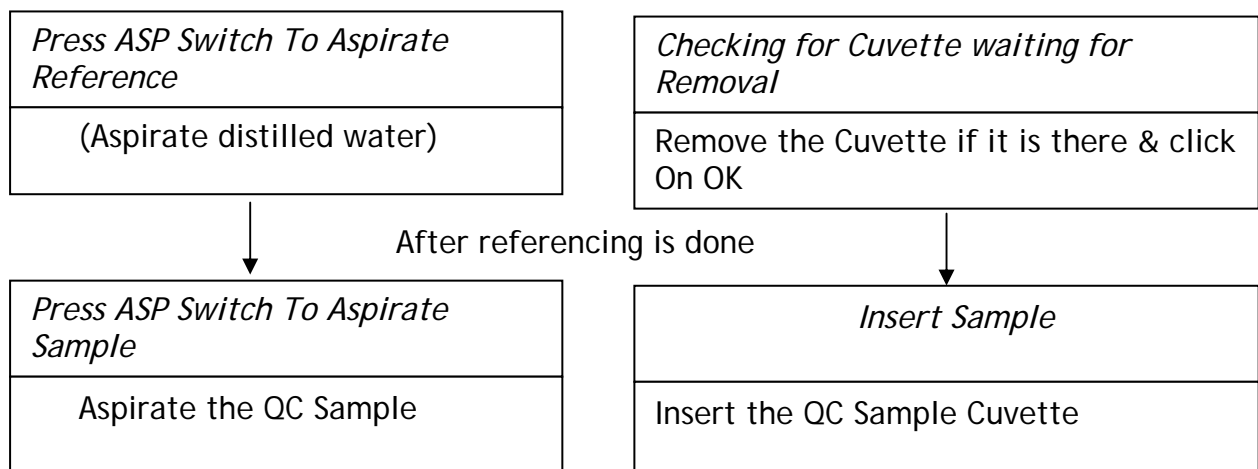 Press ASP Switch To Aspirate
Reference
(Aspirate distilled water)
Checking for Cuvette waiting for
Removal
Remove the Cuvette if it is there & click
On OK
After referencing is done
Press ASP Switch To Aspirate
Sample
Aspirate the QC Sample
Insert Sample
Insert the QC Sample Cuvette